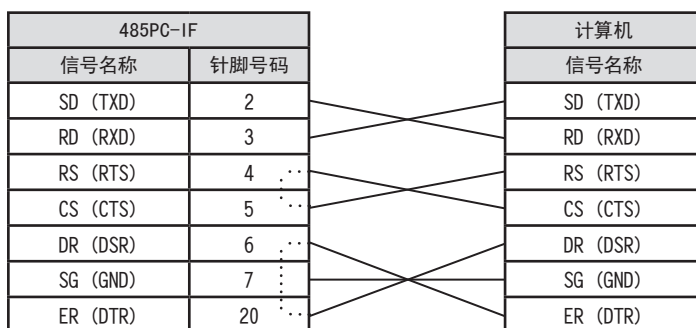 485PC-IF 计算机
信号名称 针脚号码 信号名称
SD (TXD) 2 SD (TXD)
RD (RXD) 3 RD (RXD)
RS (RTS) 4 RS (RTS)
CS (CTS) 5 CS (CTS)
DR (DSR) 6 DR (DSR)
SG (GND) 7 SG (GND)
ER (DTR) 20 ER (DTR)